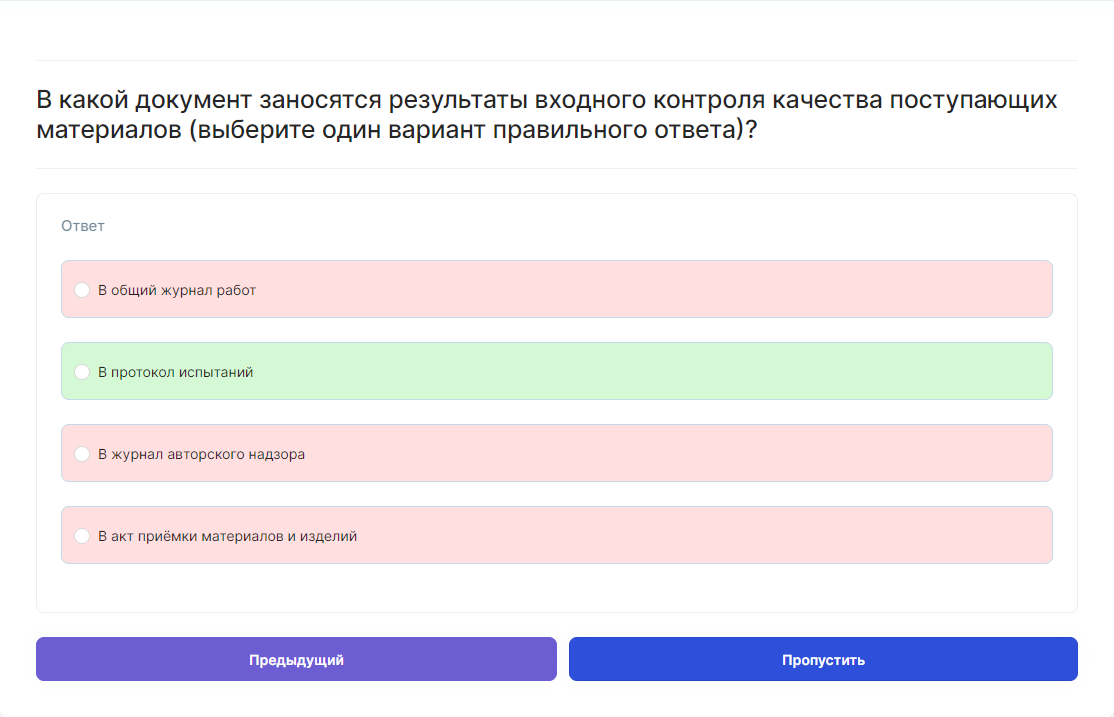 В какой документ заносятся результаты входного контроля качества поступающих
материалов (выберите один вариант правильного ответа)?
Ответ
В общий журнал работ
В протокол испытаний
В журнал авторского надзора
В акт приёмки материалов и изделий
Предыдущий
Пропустить